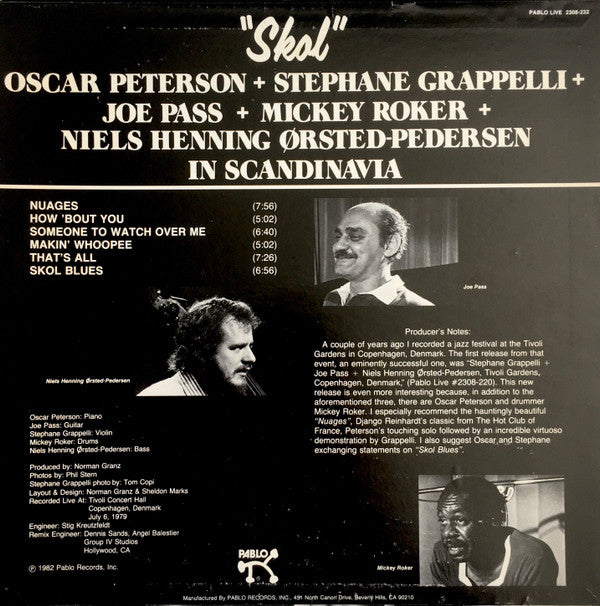 PABLO LIVE 2308-232
"Skol"
OSCAR PETERSON + STEPHANE GRAPPELLI +
JOE PASS + MICKEY ROKER +
NIELS HENNING ØRSTED-PEDERSEN
IN SCANDINAVIA
NUAGES (7:56)
HOW 'BOUT YOU (5:02)
SOMEONE TO WATCH OVER ME (6:40)
MAKIN' WHOOPEE (5:02)
THAT'S ALL (7:26)
SKOL BLUES (6:56)
Joe Pass
Niels Henning Ørsted-Pedersen
Producer's Notes:
A couple of years ago I recorded a jazz festival at the Tivoli
Gardens in Copenhagen, Denmark. The first release from that
event, an eminently successful one, was "Stephane Grappelli +
Joe Pass + Niels Henning Ørsted-Pedersen, Tivoli Gardens,
Copenhagen, Denmark," (Pablo Live #2308-220). This new
release is even more interesting because, in addition to the
aforementioned three, there are Oscar Peterson and drummer
Mickey Roker. I especially recommend the hauntingly beautiful
"Nuages", Django Reinhardt's classic from The Hot Club of
France, Peterson's touching solo followed by an incredible virtuoso
demonstration by Grappelli. I also suggest Oscar and Stephane
exchanging statements on "Skol Blues".
Oscar Peterson: Piano
Joe Pass: Guitar
Stephane Grappelli: Violin
Mickey Roker: Drums
Niels Henning Ørsted-Pedersen: Bass
Produced by: Norman Granz
Photos by: Phil Stern
Stephane Grappelli photo by: Tom Copi
Layout & Design: Norman Granz & Sheldon Marks
Recorded Live At: Tivoli Concert Hall
Copenhagen, Denmark
July 6, 1979
Engineer: Stig Kreutzfeldt
Remix Engineer: Dennis Sands, Angel Balestier
Group IV Studios
Hollywood, CA
℗ 1982 Pablo Records, Inc.
PABLO
Mickey Roker
Manufactured By PABLO RECORDS, INC., 451 North Canon Drive, Beverly Hills, CA 90210